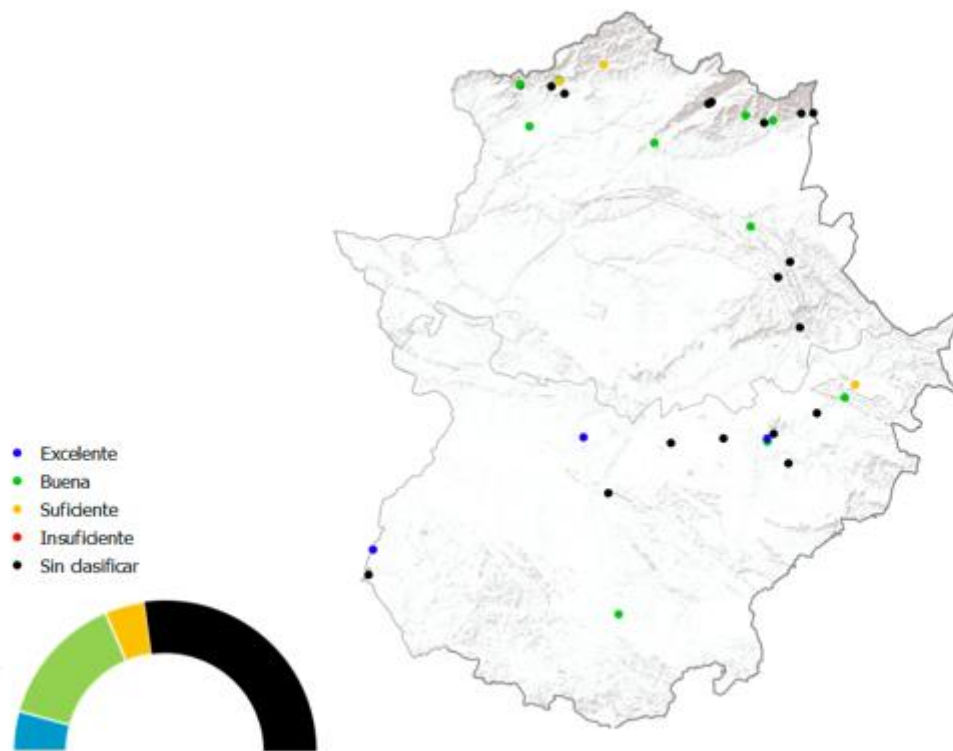 Excelente
Buena
Suficiente
Insuficiente
Sin clasificar